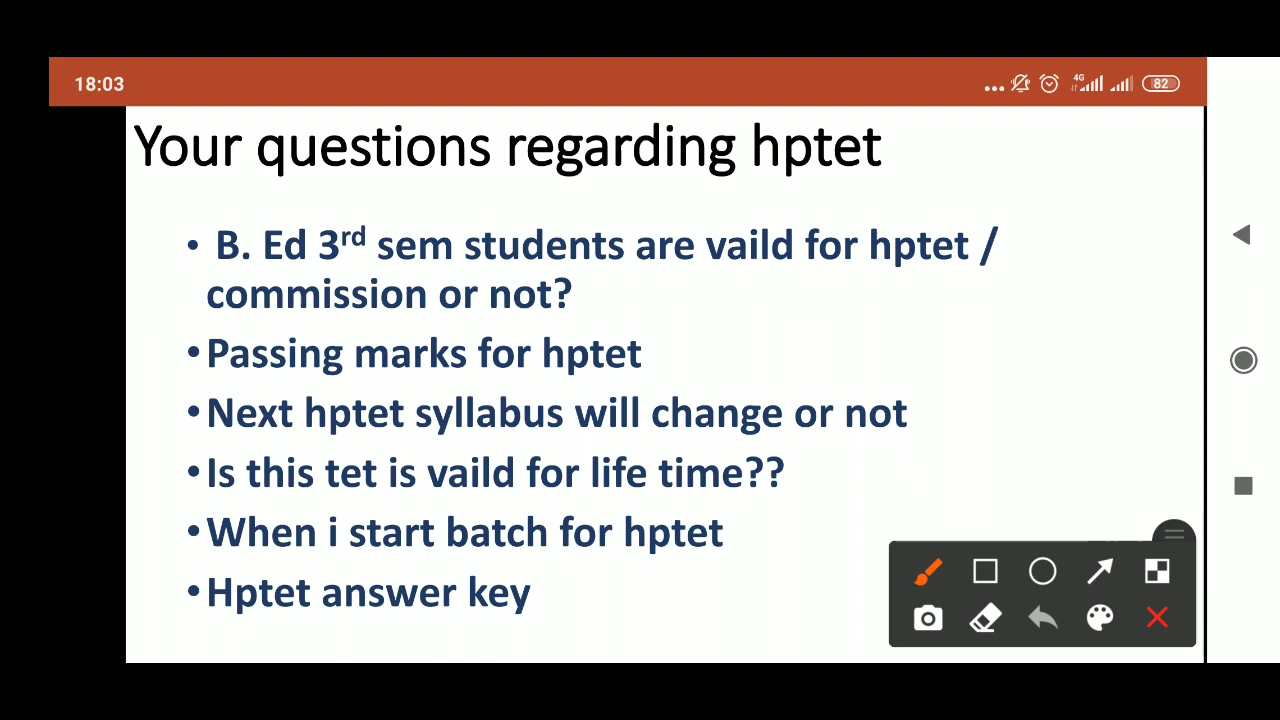 18:03
4G
82
Your questions regarding hptet
• B. Ed 3rd sem students are vaild for hptet /
commission or not?
•Passing marks for hptet
•Next hptet syllabus will change or not
•Is this tet is vaild for life time??
•When i start batch for hptet
•Hptet answer key